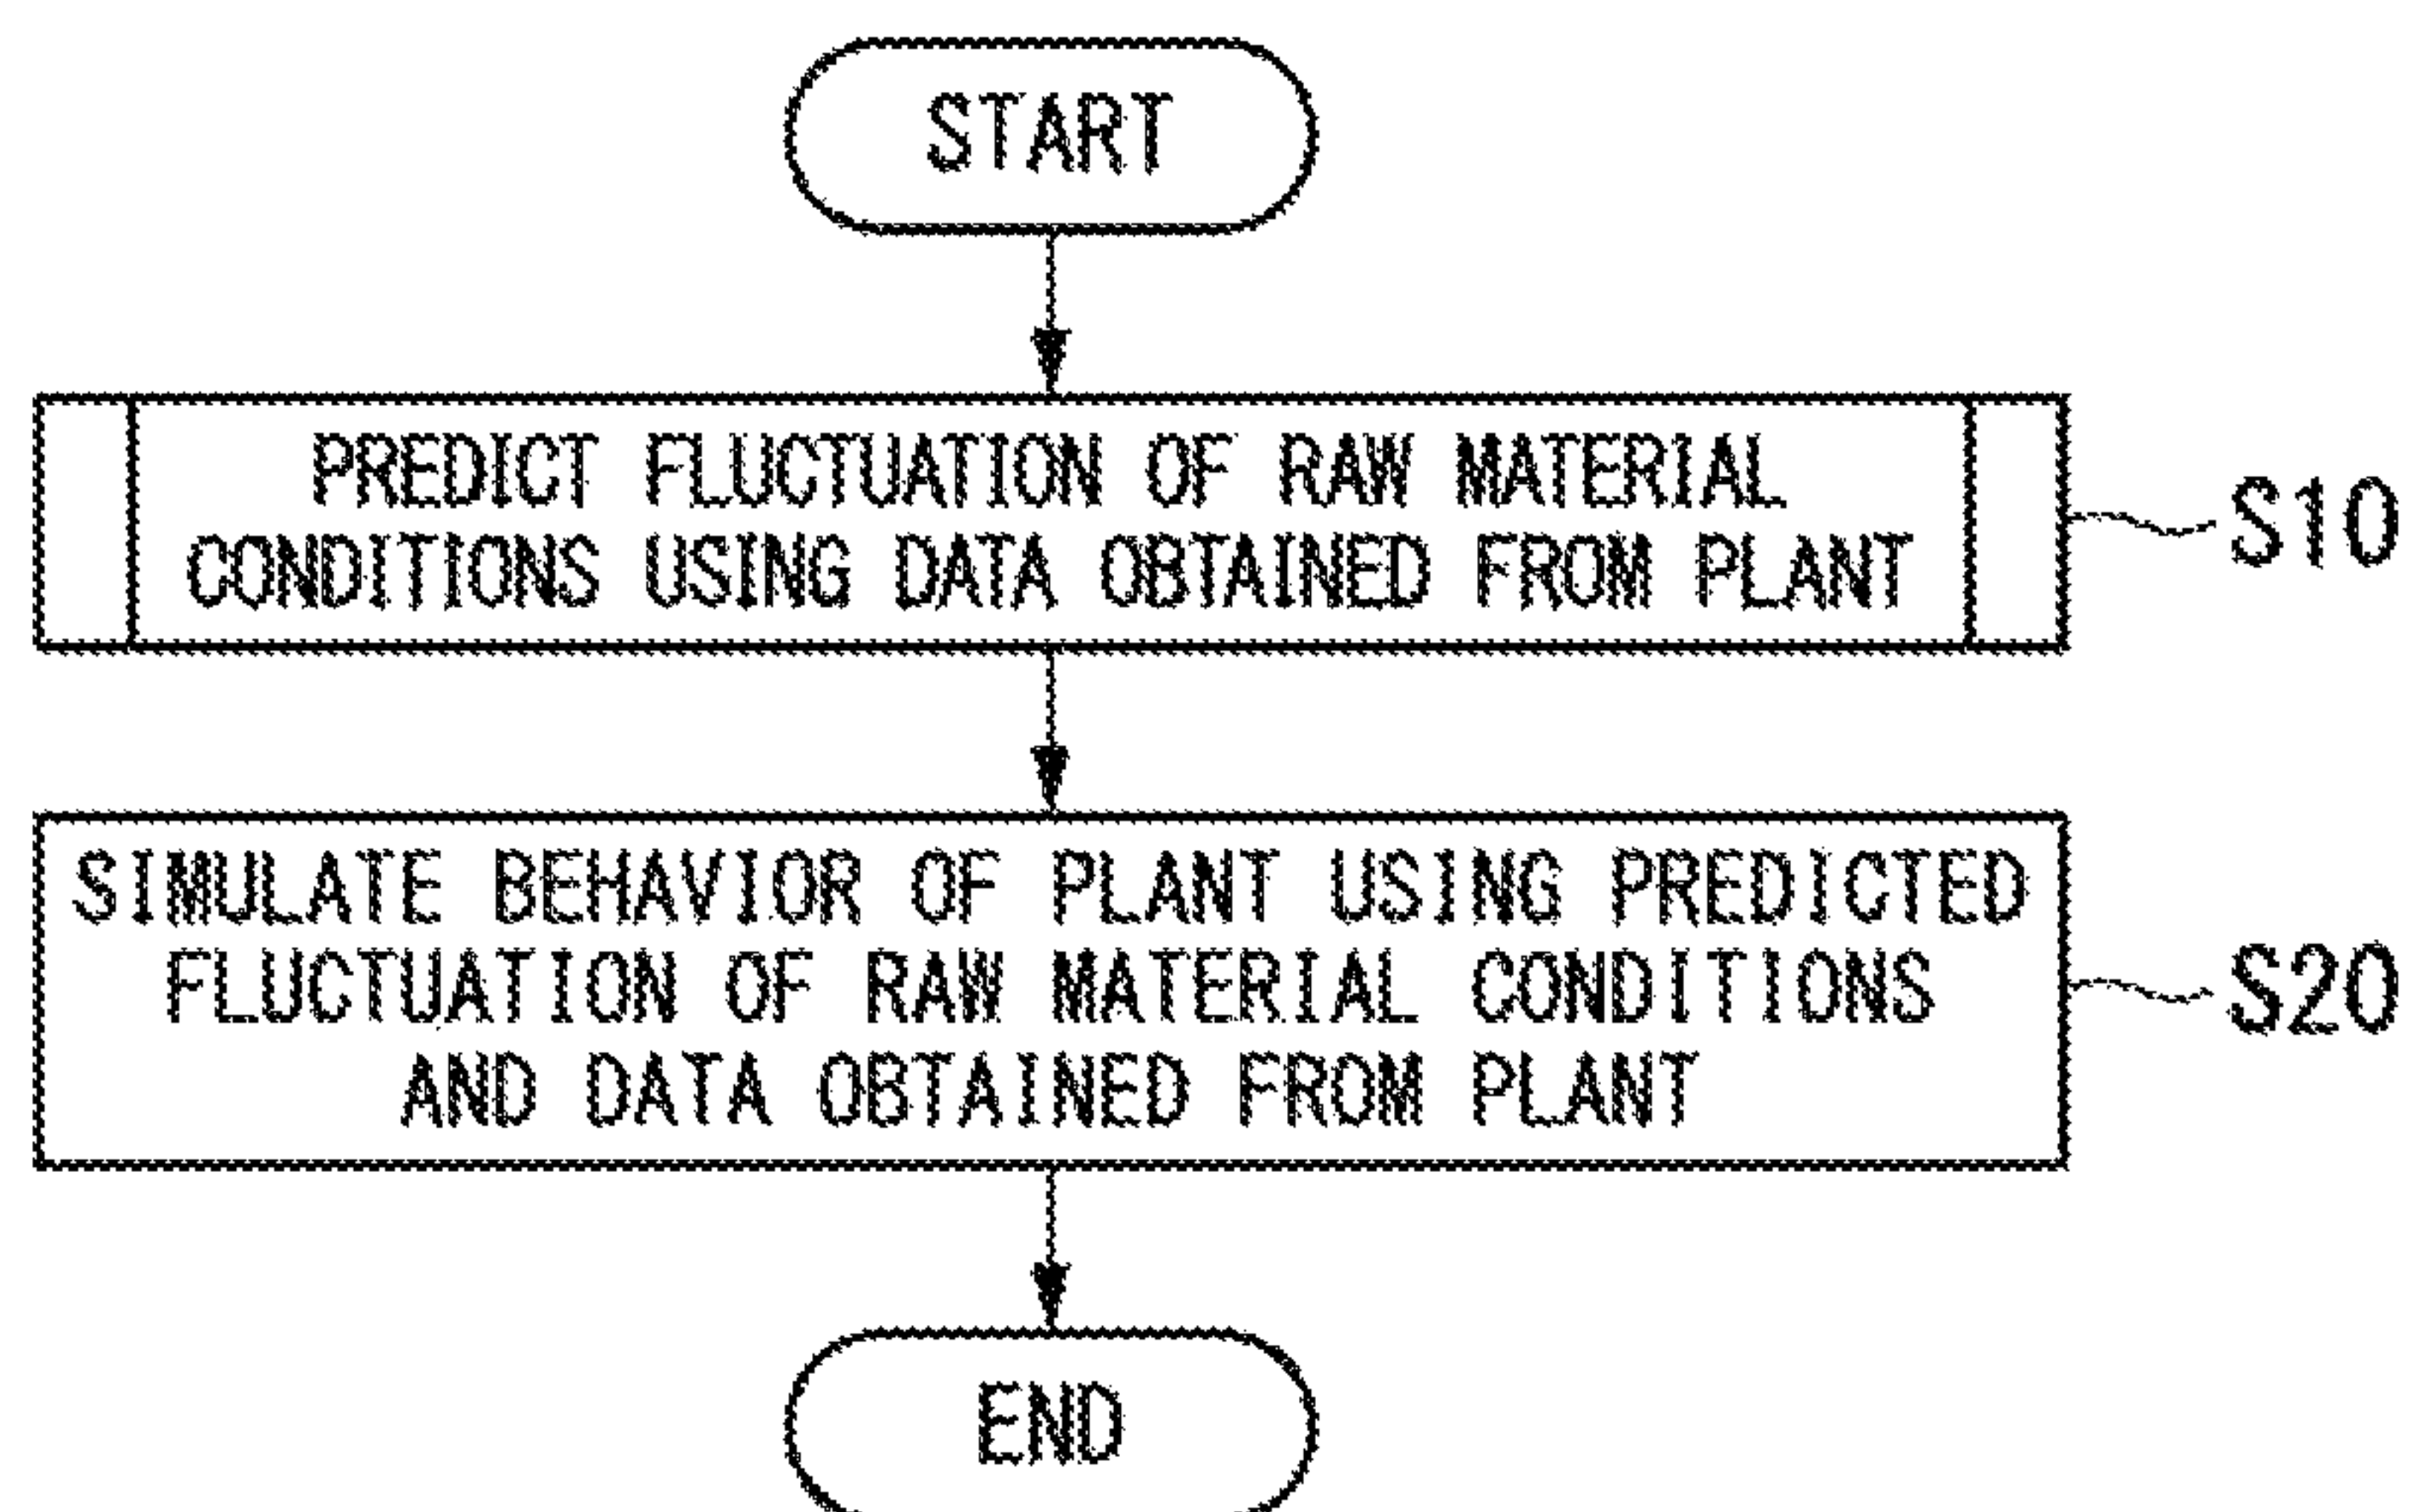 START
PREDICT FLUCTUATION OF RAW MATERIAL
CONDITIONS USING DATA OBTAINED FROM PLANT
S10
SIMULATE BEHAVIOR OF PLANT USING PREDICTED
FLUCTUATION OF RAW MATERIAL CONDITIONS
AND DATA OBTAINED FROM PLANT
S20
END